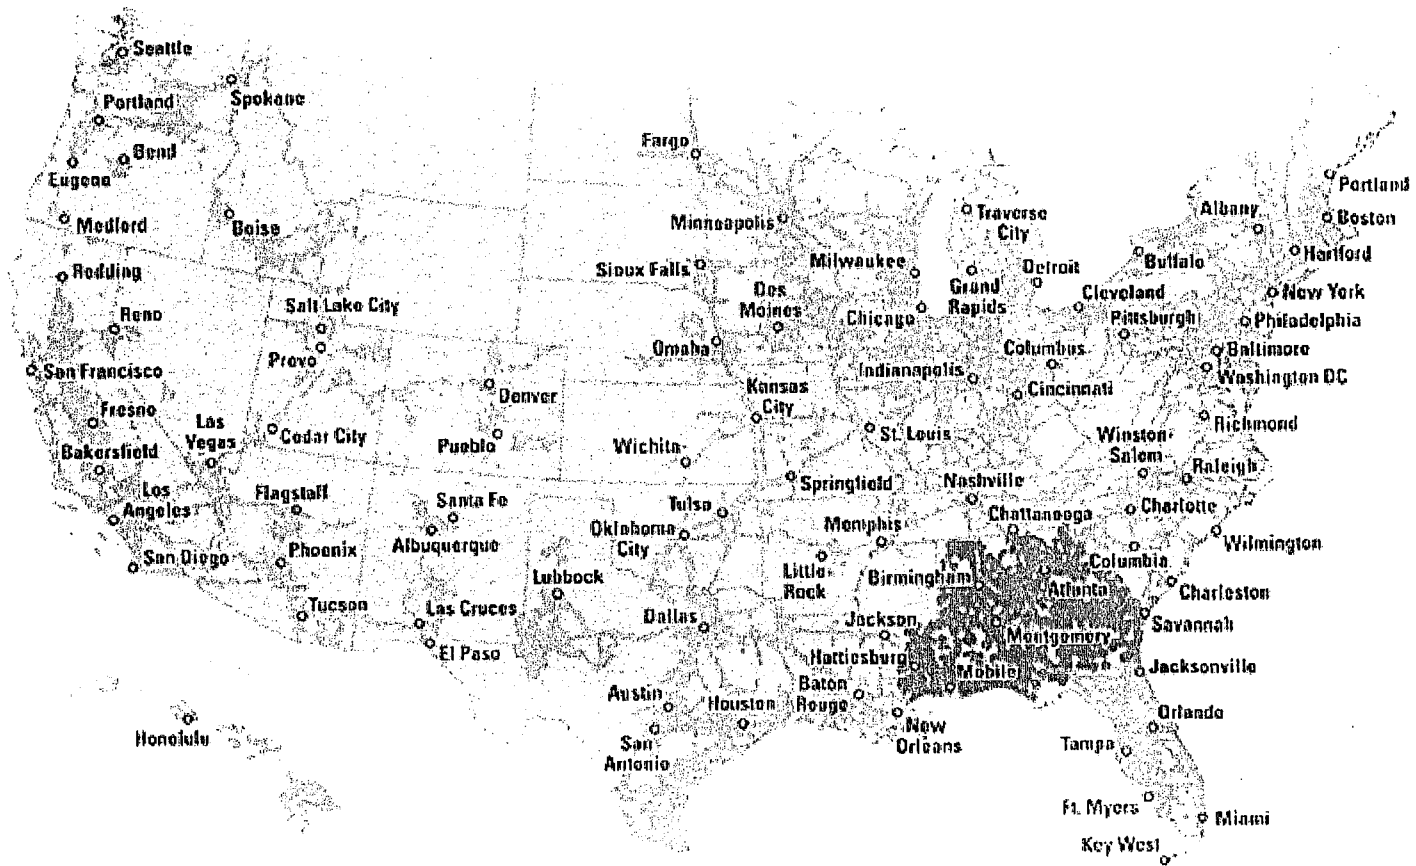 Seattle
Spokane
Portland
Bend
Eugene
Medford
Boise
Redding
Reno
Salt Lake City
Provo
San Francisco
Fresno
Las
Vegas
Cedar City
Bakersfield
Los
Angeles
San Diego
Flagstaff
Phoenix
Tucson
Denver
Pueblo
Santa Fe
Albuquerque
Las Cruces
El Paso
Lubbock
Fargo
Minneapolis
Sioux Falls
Des
Moines
Omaha
Kansas
City
Wichita
Tulsa
Oklahoma
City
Dallas
Austin
San
Antonio
Houston
Springfield
St. Louis
Little
Rock
Memphis
Jackson
Hattiesburg
Baton
Rouge
New
Orleans
Milwaukee
Chicago
Traverse
City
Grand
Rapids
Detroit
Cleveland
Columbus
Indianapolis
Cincinnati
Nashville
Chattanooga
Birmingham
Atlanta
Montgomery
Mobile
Portland
Albany
Boston
Buffalo
Hartford
New York
Pittsburgh
Philadelphia
Baltimore
Washington DC
Richmond
Winston-
Salem
Raleigh
Charlotte
Wilmington
Columbia
Charleston
Savannah
Jacksonville
Orlando
Tampa
Ft. Myers
Miami
Key West
Honolulu